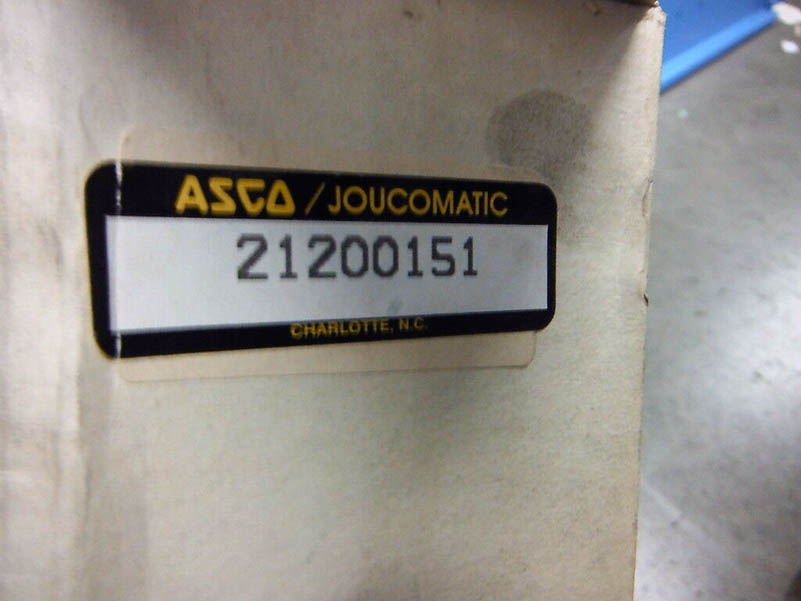 ASCO / JOUCOMATIC
21200151
CHARLOTTE, N.C.